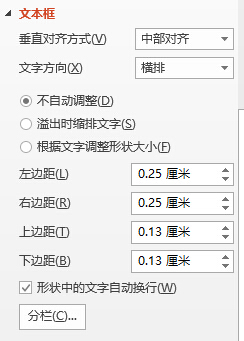 文本框
垂直对齐方式(V) 中部对齐
文字方向(X) 横排
不自动调整(D)
溢出时缩排文字(S)
根据文字调整形状大小(F)
左边距(L) 0.25 厘米
右边距(R) 0.25 厘米
上边距(T) 0.13 厘米
下边距(B) 0.13 厘米
形状中的文字自动换行(W)
分栏(C)...